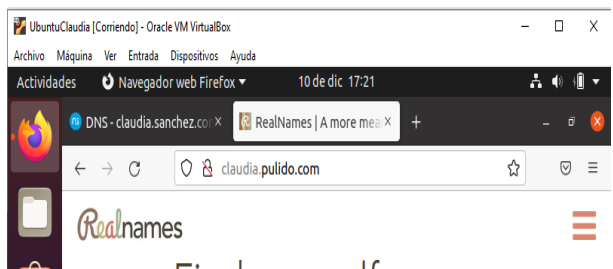 UbuntuClaudia [Corriendo] - Oracle VM VirtualBox
Archivo Máquina Ver Entrada Dispositivos Ayuda
Actividades Navegador web Firefox 10 de dic 17:21
DNS - claudia.sanchez.cor RealNames | A more mea
claudia.pulido.com
Realnames